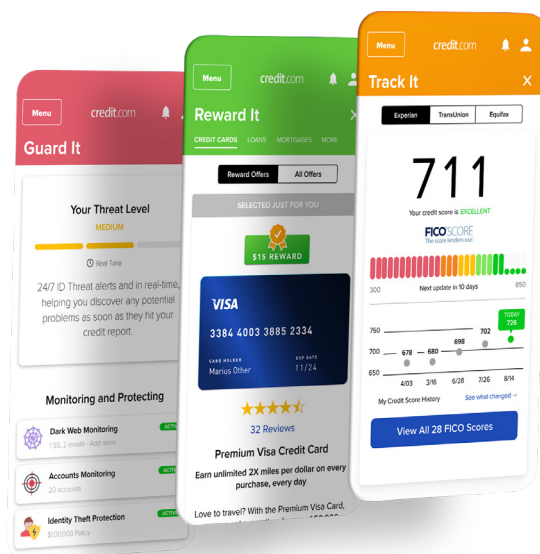 Menu
credit.com
Guard It
Your Threat Level
MEDIUM
Real Time
24/7 ID Threat alerts and in real-time,
helping you discover any potential
problems as soon as they hit your
credit report.
Monitoring and Protecting
Dark Web Monitoring
1 SS, 2 emails - Add more
Accounts Monitoring
20 accounts
Identity Theft Protection
$1,00,000 Policy
Menu
credit.com
Reward It
CREDIT CARDS LOANS MORTGAGES MORE
Reward Offers All Offers
SELECTED JUST FOR YOU
$15 REWARD
VISA
3384 4003 3885 2334
CARD HOLDER EXP DATE
Marius Other 11/24
32 Reviews
Premium Visa Credit Card
Earn unlimited 2X miles per dollar on every
purchase, every day
Love to travel? With the Premium Visa Card,
Menu
credit.com
Track It
Experian TransUnion Equifax
711
Your credit score is EXCELLENT
FICO SCORE
The score lenders use.
300 Next update in 10 days 850
750
700
650
678 680 698 702
TODAY
726
4/03 3/16 6/28 7/26 8/14
My Credit Score History See what changed →
View All 28 FICO Scores